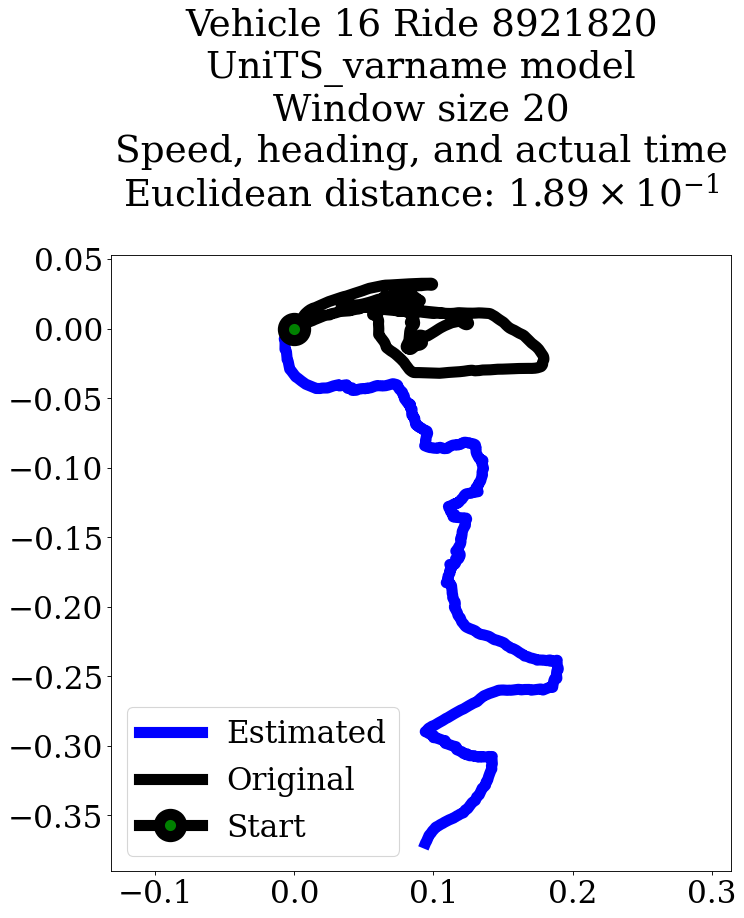 Vehicle 16 Ride 8921820
UniTS_varname model
Window size 20
Speed, heading, and actual time
Euclidean distance: 1.89 × 10⁻¹
0.05
0.00
−0.05
−0.10
−0.15
−0.20
−0.25
−0.30
−0.35
Estimated
Original
Start
−0.1 0.0 0.1 0.2 0.3